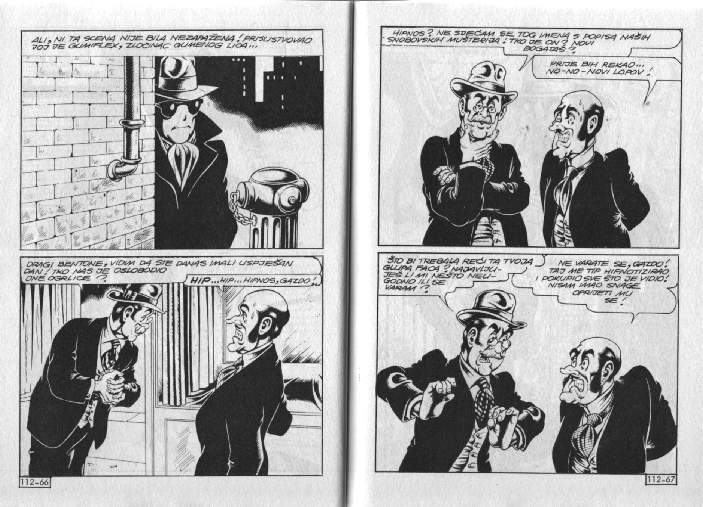 ALI, NI TA SCENA NIJE BILA NEZAPAŽENA! PRISUSTVOVAO
JOJ JE GUMIFLEX, ZLOČINAC GUMENOG LICA...
DRAGI BENTONE, VIDIM DA STE DANAS IMALI USPJEŠAN
DAN! TKO NAS JE OSLOBODIO
ONE OGRLICE?
HIP...HIP...HIPNOS, GAZDO!
112-66
HIPNOS? NE SJEĆAM SE TOG IMENA S POPISA NAŠIH
SNOBOVSKIH MUŠTERIJA! TKO JE ON? NOVI
BOGATAŠ?
PRIJE BIH REKAO...
NO-NO-NOVI LOPOV!
ŠTO BI TREBALA REĆI TA TVOJA
GLUPA FACA? NAJAVLJU-
JEŠ LI MI NEŠTO NEU-
GODNO ILI SE
VARAM?
NE VARATE SE, GAZDO!
TAJ ME TIP HIPNOTIZIRAO
I POKUPIO SVE ŠTO JE VIDIO!
NISAM IMAO SNAGE
OPRIJETI MU
SE!
112-67